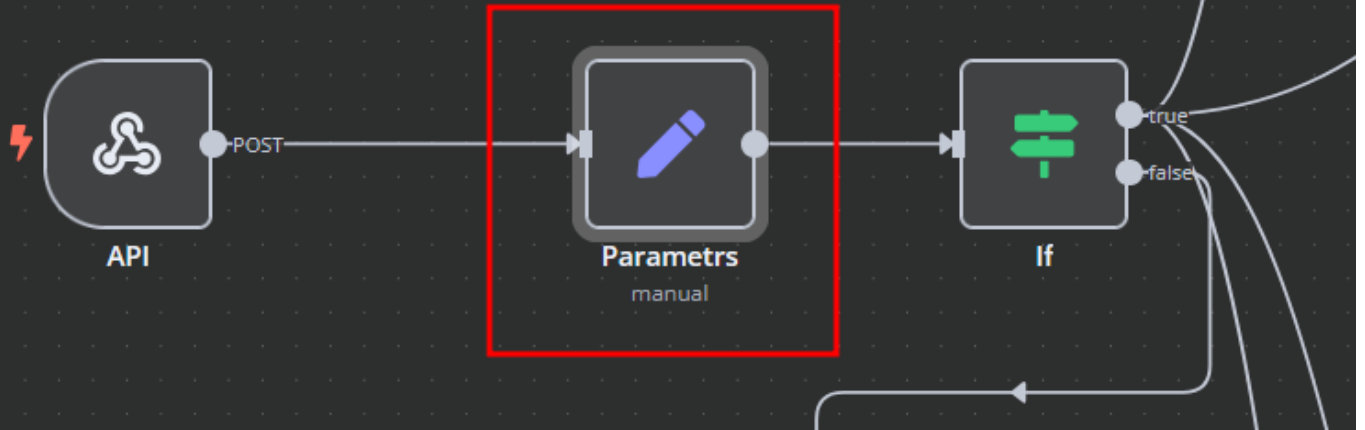 POST
true
false
API
Parametrs
If
manual